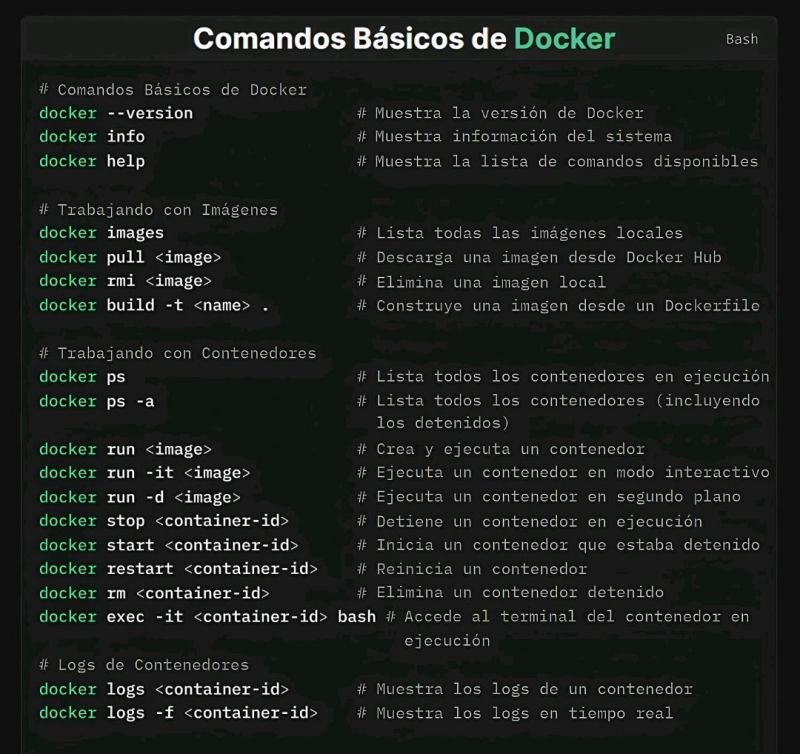 Comandos Básicos de Docker
Bash
# Comandos Básicos de Docker
docker --version # Muestra la versión de Docker
docker info # Muestra información del sistema
docker help # Muestra la lista de comandos disponibles
# Trabajando con Imágenes
docker images # Lista todas las imágenes locales
docker pull <image> # Descarga una imagen desde Docker Hub
docker rmi <image> # Elimina una imagen local
docker build -t <name> . # Construye una imagen desde un Dockerfile
# Trabajando con Contenedores
docker ps # Lista todos los contenedores en ejecución
docker ps -a # Lista todos los contenedores (incluyendo
los detenidos)
docker run <image> # Crea y ejecuta un contenedor
docker run -it <image> # Ejecuta un contenedor en modo interactivo
docker run -d <image> # Ejecuta un contenedor en segundo plano
docker stop <container-id> # Detiene un contenedor en ejecución
docker start <container-id> # Inicia un contenedor que estaba detenido
docker restart <container-id> # Reinicia un contenedor
docker rm <container-id> # Elimina un contenedor detenido
docker exec -it <container-id> bash # Accede al terminal del contenedor en
ejecución
# Logs de Contenedores
docker logs <container-id> # Muestra los logs de un contenedor
docker logs -f <container-id> # Muestra los logs en tiempo real